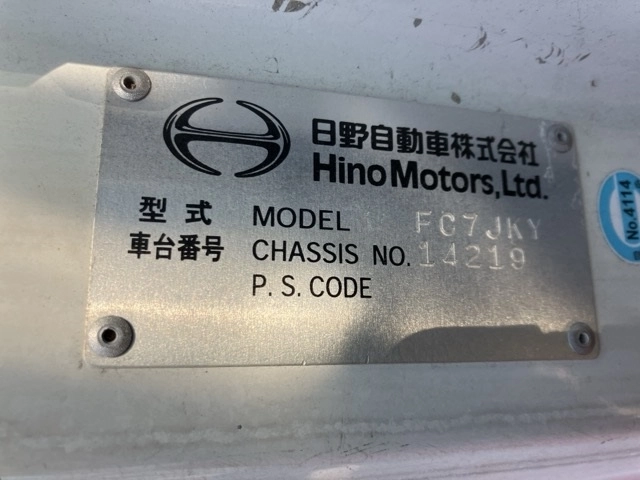 日野自動車株式会社
Hino Motors, Ltd.
型式 MODEL FC7JKY
車台番号 CHASSIS NO. 14219
P. S. CODE
No.4114